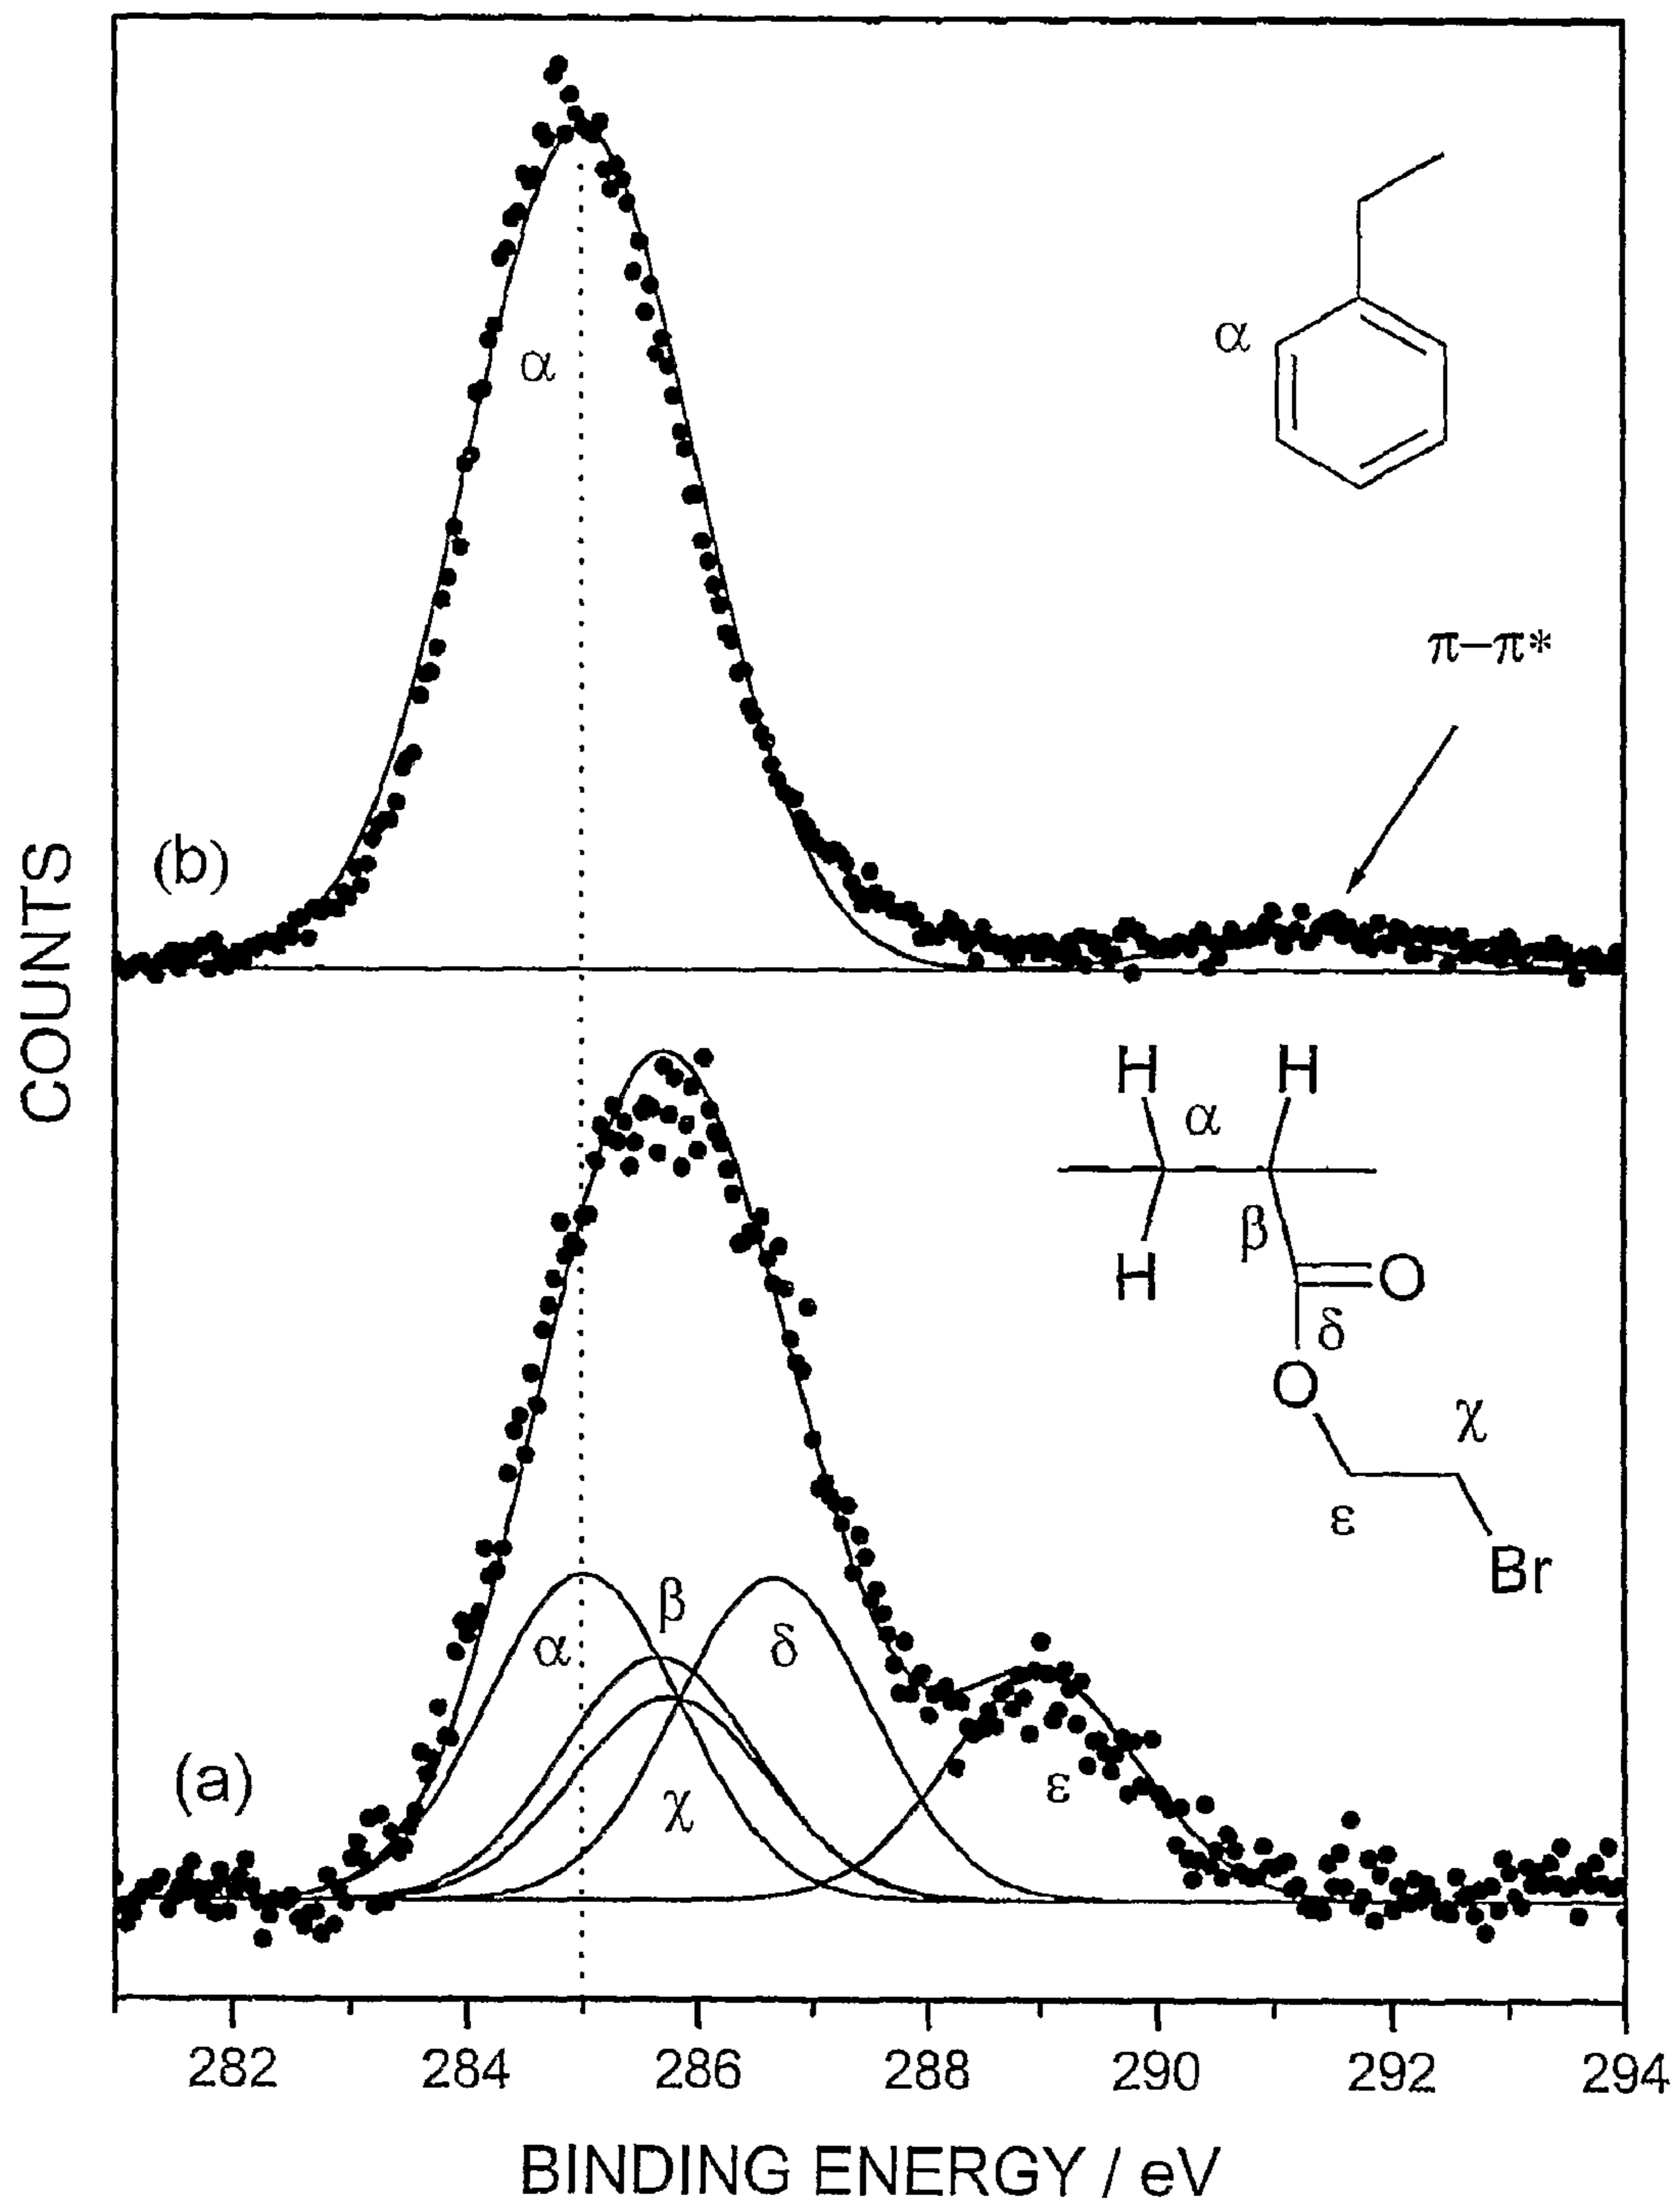 α
α
π–π*
(b)
COUNTS
H H
α
β
H
O
δ
O
χ
ε
Br
β
α
δ
(a)
χ
ε
282 284 286 288 290 292 294
BINDING ENERGY / eV